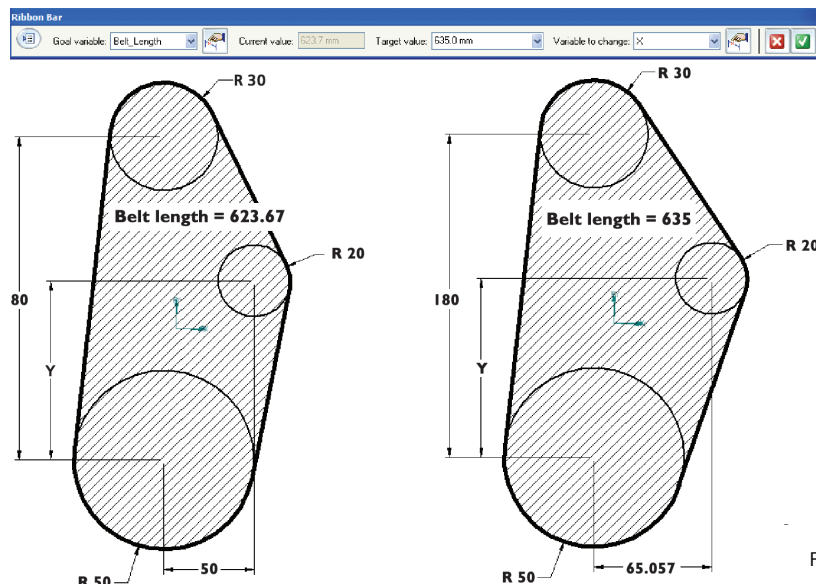 Ribbon Bar
Goal variable: Belt_Length Current value: 623.7 mm Target value: 635.0 mm Variable to change: X
R 30
Belt length = 623.67
R 20
80
Y
50
R 50
R 30
Belt length = 635
R 20
180
Y
65.057
R 50
F